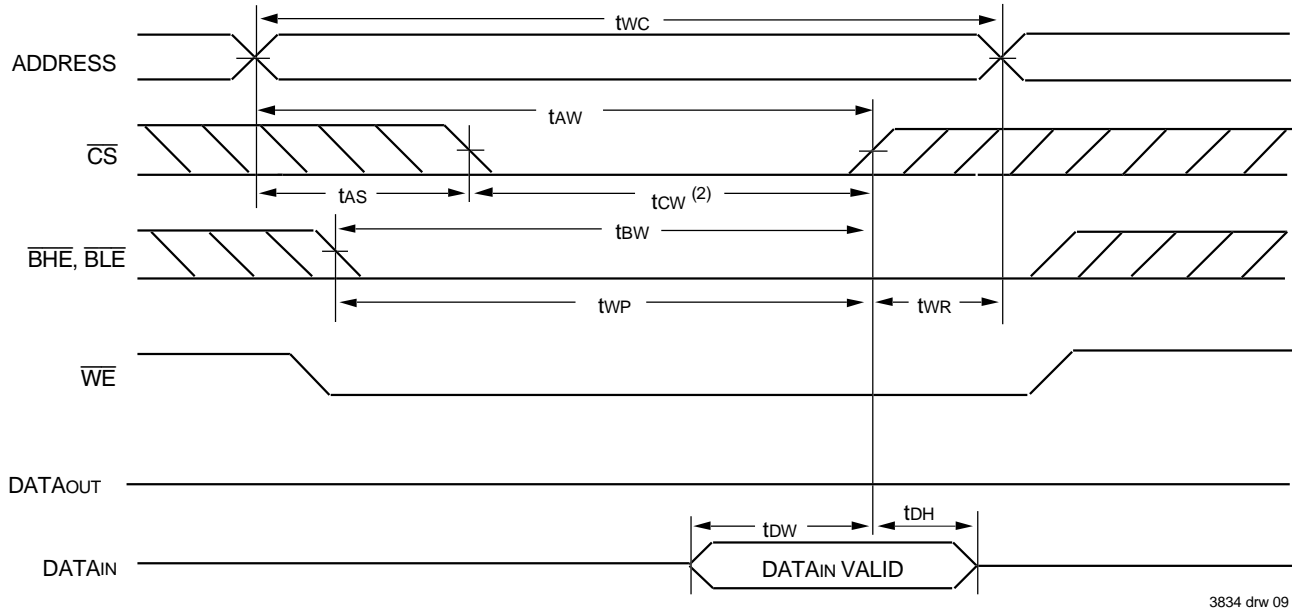 tWC
ADDRESS
tAW
CS
tAS
tCW (2)
tBW
BHE, BLE
tWP
tWR
WE
DATAOUT
tDW
tDH
DATAIN
DATAIN VALID
3834 drw 09